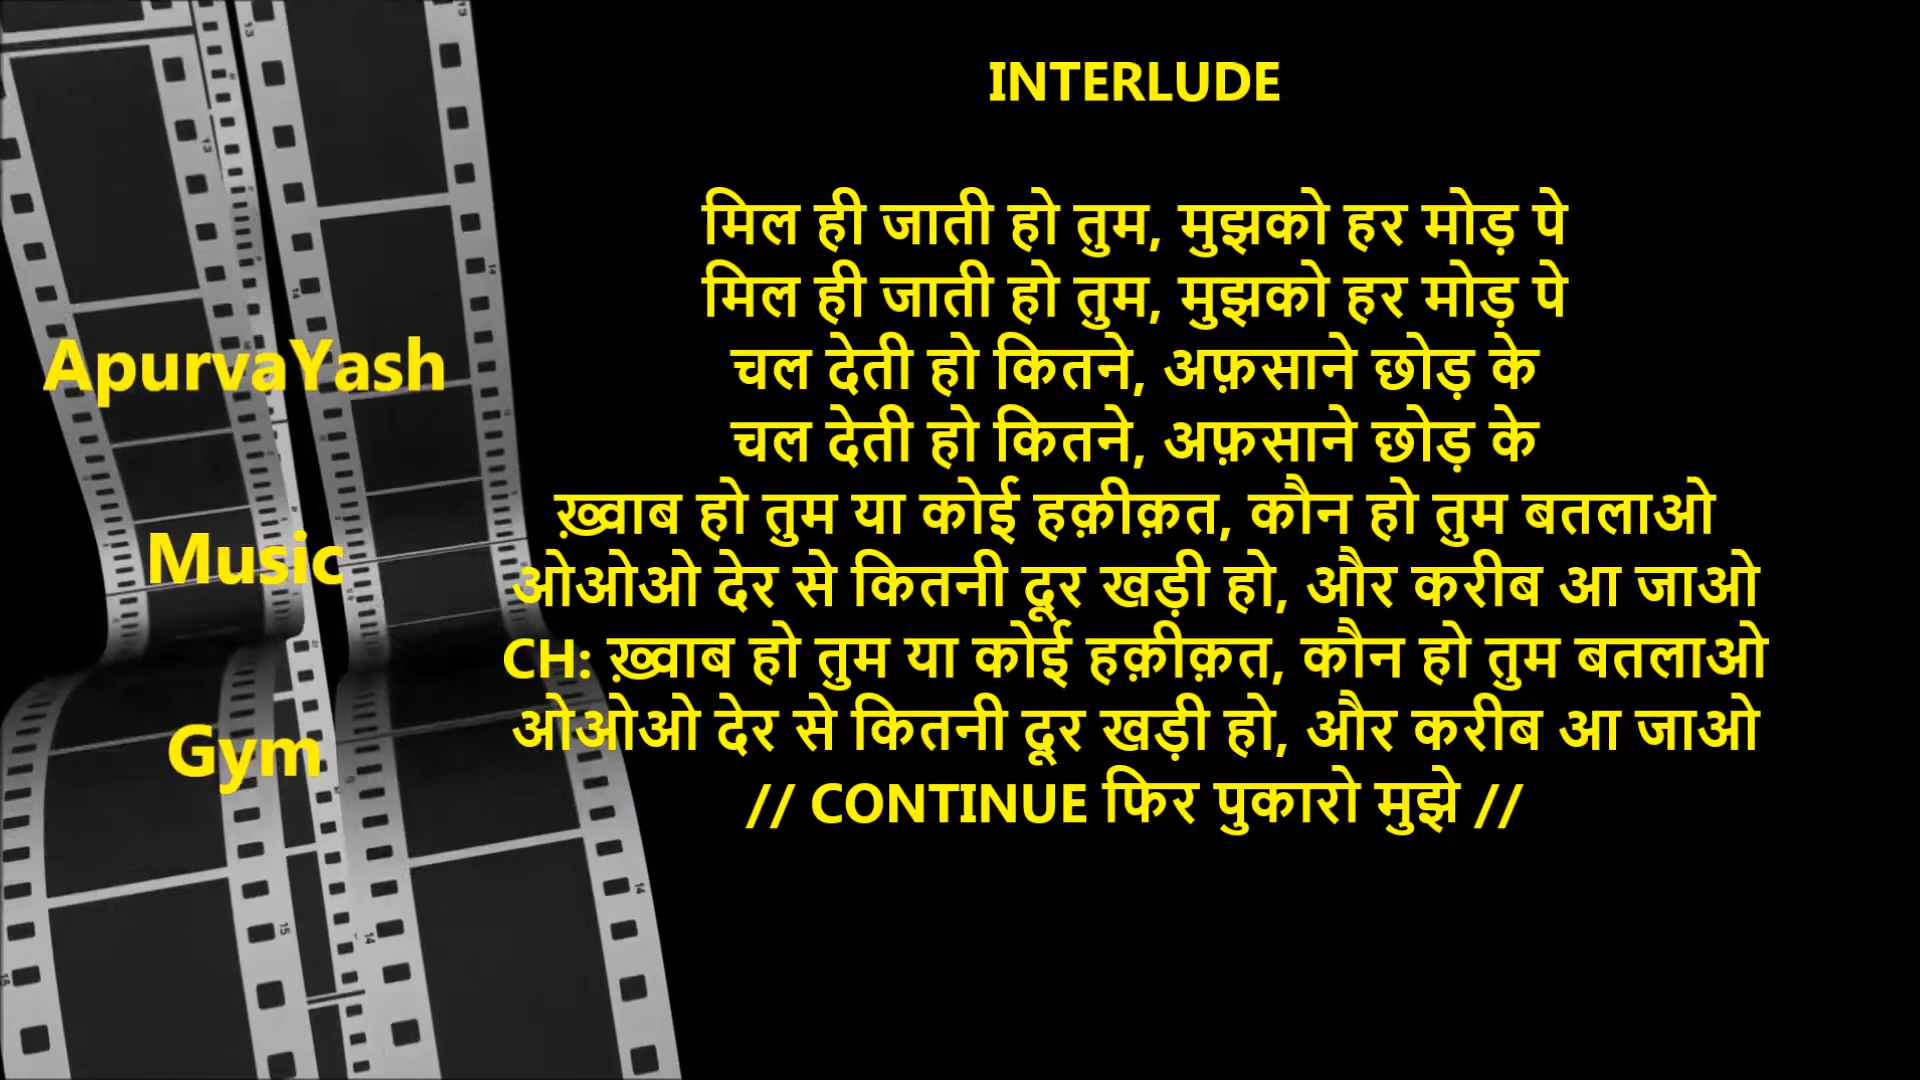 INTERLUDE
मिल ही जाती हो तुम, मुझको हर मोड़ पे
मिल ही जाती हो तुम, मुझको हर मोड़ पे
चल देती हो कितने, अफ़साने छोड़ के
चल देती हो कितने, अफ़साने छोड़ के
ख़्वाब हो तुम या कोई हक़ीक़त, कौन हो तुम बतलाओ
ओओओ देर से कितनी दूर खड़ी हो, और करीब आ जाओ
CH: ख़्वाब हो तुम या कोई हक़ीक़त, कौन हो तुम बतलाओ
ओओओ देर से कितनी दूर खड़ी हो, और करीब आ जाओ
// CONTINUE फिर पुकारो मुझे //
ApurvaYash
Music
Gym